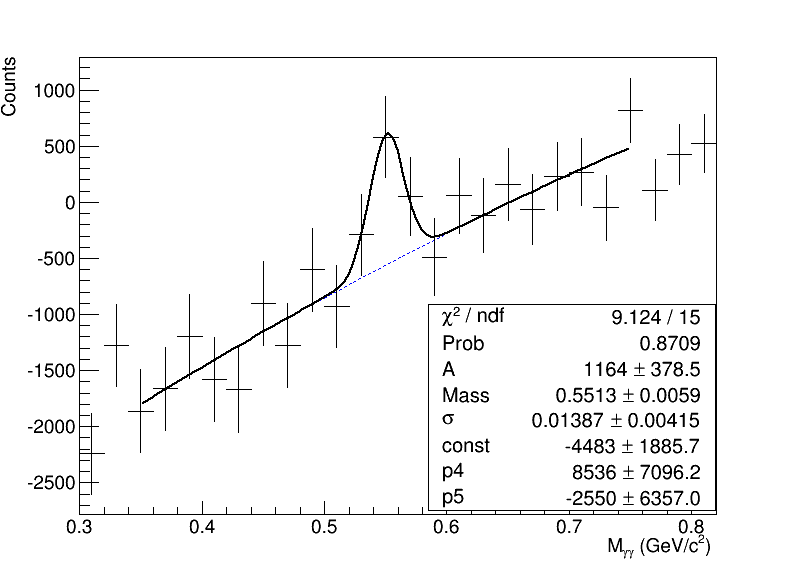 Counts
1000
500
0
-500
-1000
-1500
-2000
-2500
χ² / ndf 9.124 / 15
Prob 0.8709
A 1164 ± 378.5
Mass 0.5513 ± 0.0059
σ 0.01387 ± 0.00415
const -4483 ± 1885.7
p4 8536 ± 7096.2
p5 -2550 ± 6357.0
0.3 0.4 0.5 0.6 0.7 0.8
Mγγ (GeV/c²)